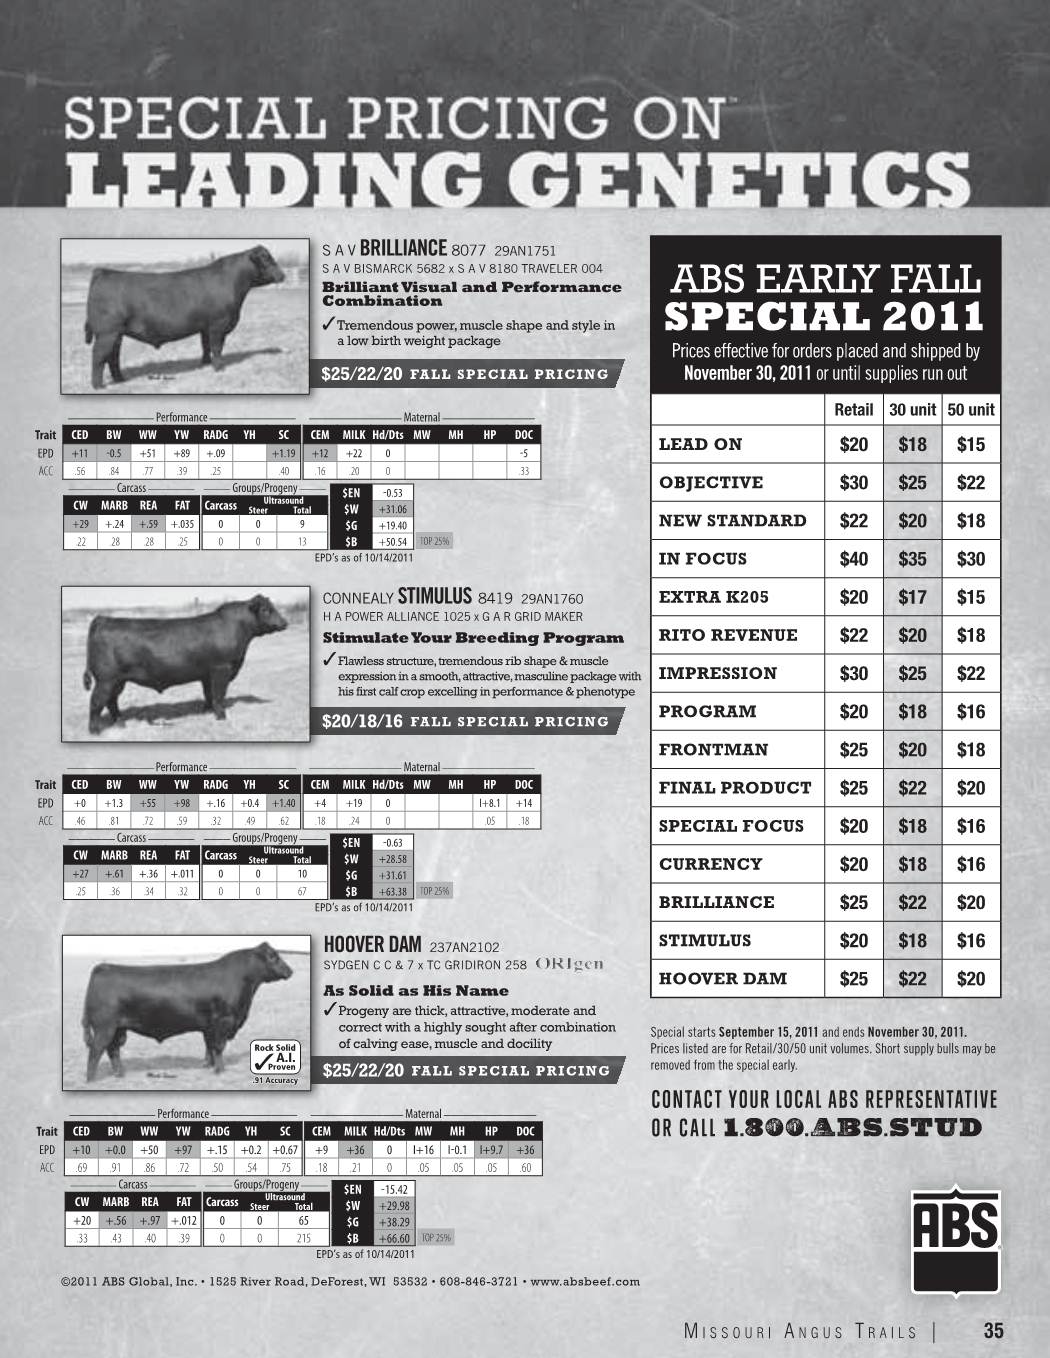 SPECIAL PRICING ON™
LEADING GENETICS
S A V BRILLIANCE 8077 29AN1751
S A V BISMARCK 5682 x S A V 8180 TRAVELER 004
Brilliant Visual and Performance
Combination
✓ Tremendous power, muscle shape and style in
a low birth weight package
$25/22/20 FALL SPECIAL PRICING
Performance Maternal
Trait CED BW WW YW RADG YH SC CEM MILK Hd/Dts MW MH HP DOC
EPD +11 -0.5 +51 +89 +.09 +1.19 +12 +22 0 -5
ACC .56 .84 .77 .39 .25 .40 .16 .20 0 .33
Carcass Groups/Progeny
CW MARB REA FAT Carcass Ultrasound Steer Total
+29 +.24 +.59 +.035 0 0 9
.22 .28 .28 .25 0 0 13
$EN -0.53
$W +31.06
$G +19.40
$B +50.54 TOP 25%
EPD's as of 10/14/2011
CONNEALY STIMULUS 8419 29AN1760
H A POWER ALLIANCE 1025 x G A R GRID MAKER
Stimulate Your Breeding Program
✓ Flawless structure, tremendous rib shape & muscle
expression in a smooth, attractive, masculine package with
his first calf crop excelling in performance & phenotype
$20/18/16 FALL SPECIAL PRICING
Performance Maternal
Trait CED BW WW YW RADG YH SC CEM MILK Hd/Dts MW MH HP DOC
EPD +0 +1.3 +55 +98 +.16 +0.4 +1.40 +4 +19 0 I+8.1 +14
ACC .46 .81 .72 .59 .32 .49 .62 .18 .24 0 .05 .18
Carcass Groups/Progeny
CW MARB REA FAT Carcass Ultrasound Steer Total
+27 +.61 +.36 +.011 0 0 10
.25 .36 .34 .32 0 0 67
$EN -0.63
$W +28.58
$G +31.61
$B +63.38 TOP 25%
EPD's as of 10/14/2011
HOOVER DAM 237AN2102
SYDGEN C C & 7 x TC GRIDIRON 258 ORIgen
As Solid as His Name
✓ Progeny are thick, attractive, moderate and
correct with a highly sought after combination
of calving ease, muscle and docility
Rock Solid
✓ A.I.
Proven
.91 Accuracy
$25/22/20 FALL SPECIAL PRICING
Performance Maternal
Trait CED BW WW YW RADG YH SC CEM MILK Hd/Dts MW MH HP DOC
EPD +10 +0.0 +50 +97 +.15 +0.2 +0.67 +9 +36 0 I+16 I-0.1 I+9.7 +36
ACC .69 .91 .86 .72 .50 .54 .75 .18 .21 0 .05 .05 .05 .60
Carcass Groups/Progeny
CW MARB REA FAT Carcass Ultrasound Steer Total
+20 +.56 +.97 +.012 0 0 65
.33 .43 .40 .39 0 0 215
$EN -15.42
$W +29.98
$G +38.29
$B +66.60 TOP 25%
EPD's as of 10/14/2011
ABS EARLY FALL
SPECIAL 2011
Prices effective for orders placed and shipped by
November 30, 2011 or until supplies run out
Retail 30 unit 50 unit
LEAD ON $20 $18 $15
OBJECTIVE $30 $25 $22
NEW STANDARD $22 $20 $18
IN FOCUS $40 $35 $30
EXTRA K205 $20 $17 $15
RITO REVENUE $22 $20 $18
IMPRESSION $30 $25 $22
PROGRAM $20 $18 $16
FRONTMAN $25 $20 $18
FINAL PRODUCT $25 $22 $20
SPECIAL FOCUS $20 $18 $16
CURRENCY $20 $18 $16
BRILLIANCE $25 $22 $20
STIMULUS $20 $18 $16
HOOVER DAM $25 $22 $20
Special starts September 15, 2011 and ends November 30, 2011.
Prices listed are for Retail/30/50 unit volumes. Short supply bulls may be
removed from the special early.
CONTACT YOUR LOCAL ABS REPRESENTATIVE
OR CALL 1.800.ABS.STUD
ABS
©2011 ABS Global, Inc. • 1525 River Road, DeForest, WI 53532 • 608-846-3721 • www.absbeef.com
MISSOURI ANGUS TRAILS | 35